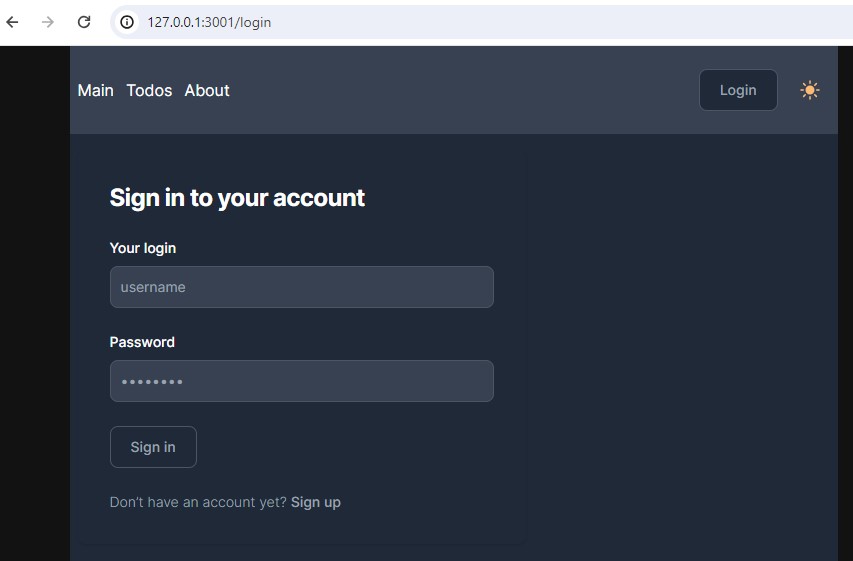 127.0.0.1:3001/login
Main Todos About Login
Sign in to your account
Your login
username
Password
••••••••
Sign in
Don't have an account yet? Sign up